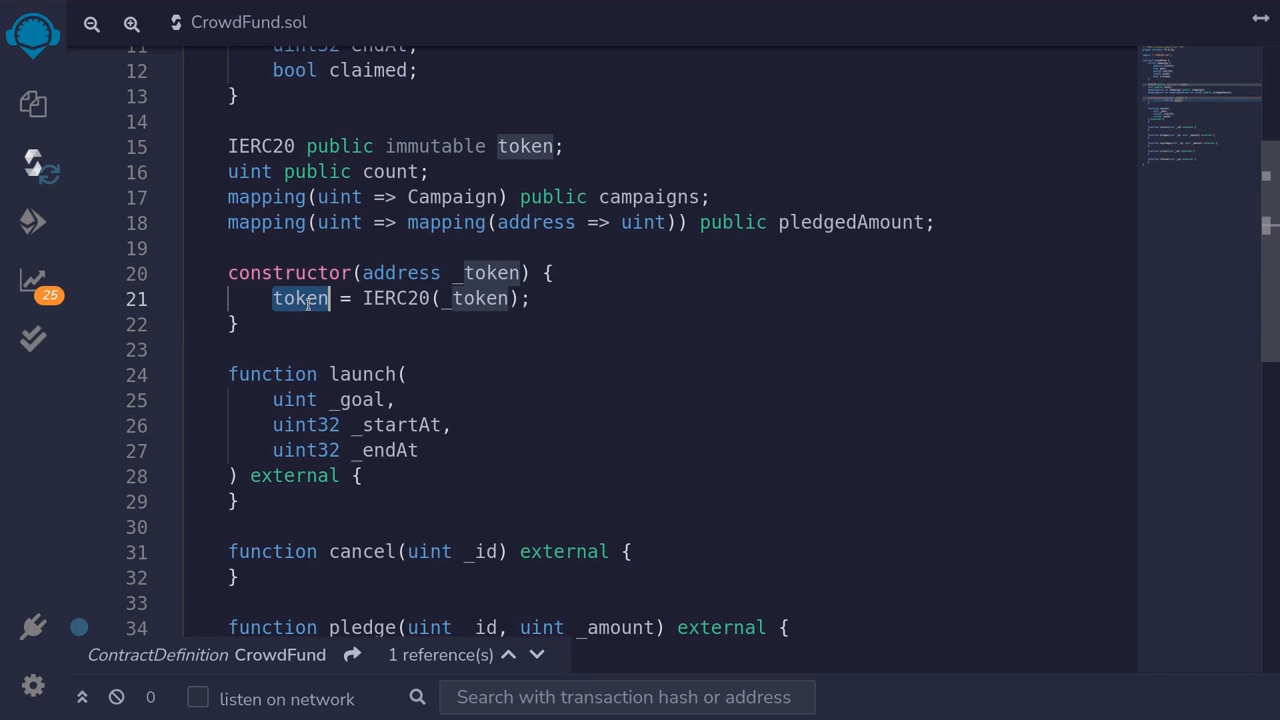 CrowdFund.sol
11 uint32 endAt;
12 bool claimed;
13 }
14
15 IERC20 public immutable token;
16 uint public count;
17 mapping(uint => Campaign) public campaigns;
18 mapping(uint => mapping(address => uint)) public pledgedAmount;
19
20 constructor(address _token) {
21 token = IERC20(_token);
22 }
23
24 function launch(
25 uint _goal,
26 uint32 _startAt,
27 uint32 _endAt
28 ) external {
29 }
30
31 function cancel(uint _id) external {
32 }
33
34 function pledge(uint _id, uint _amount) external {
25
ContractDefinition CrowdFund 1 reference(s)
0 listen on network Search with transaction hash or address